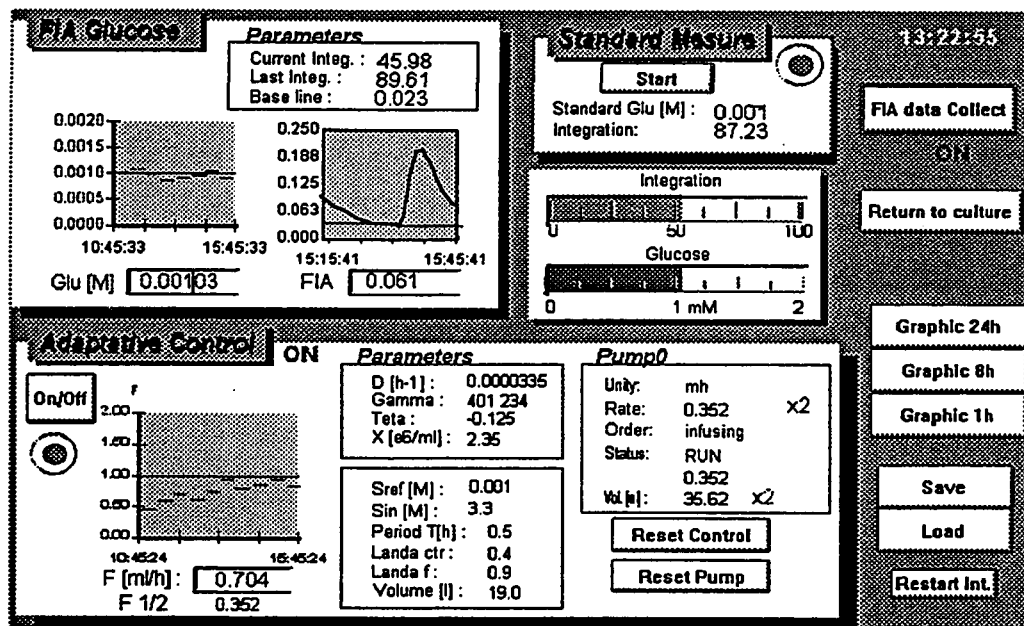 FIA Glucose
Parameters
Current Integ. : 45.98
Last Integ. : 89.61
Base line : 0.023
0.0020
0.0015
0.0010
0.0005
0.0000
10:45:33 15:45:33
0.250
0.188
0.125
0.063
0.000
15:15:41 15:45:41
Glu [M] 0.00103
FIA 0.061
Standard Mesure
Start
Standard Glu [M] : 0.001
Integration: 87.23
Integration
0 50 100
Glucose
0 1 mM 2
13:22:55
FIA data Collect
ON
Return to culture
Graphic 24h
Graphic 8h
Graphic 1h
Save
Load
Restart Int.
Adaptative Control ON
On/Off
F
2.00
1.50
1.00
0.50
0.00
10:45:24 15:45:24
F [ml/h] : 0.704
F 1/2 0.352
Parameters
D [h-1] : 0.0000335
Gamma : 401 234
Teta : -0.125
X [e6/ml] : 2.35
Sref [M] : 0.001
Sin [M] : 3.3
Period T[h] : 0.5
Landa ctr : 0.4
Landa f : 0.9
Volume [l] : 19.0
Pump0
Unity: mh
Rate: 0.352 x2
Order: infusing
Status: RUN
0.352
Vol.[ml]: 35.62 x2
Reset Control
Reset Pump